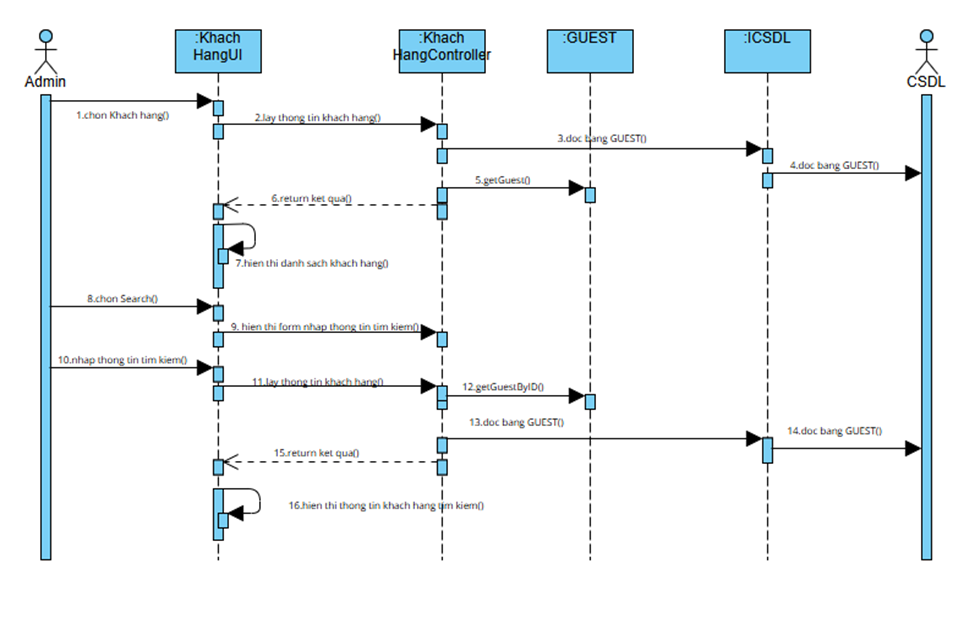 :Khach
HangUI
:Khach
HangController
:GUEST
:ICSDL
Admin
CSDL
1.chon Khach hang()
2.lay thong tin khach hang()
3.doc bang GUEST()
4.doc bang GUEST()
5.getGuest()
6.return ket qua()
7.hien thi danh sach khach hang()
8.chon Search()
9. hien thi form nhap thong tin tim kiem()
10.nhap thong tin tim kiem()
11.lay thong tin khach hang()
12.getGuestByID()
13.doc bang GUEST()
14.doc bang GUEST()
15.return ket qua()
16.hien thi thong tin khach hang tim kiem()